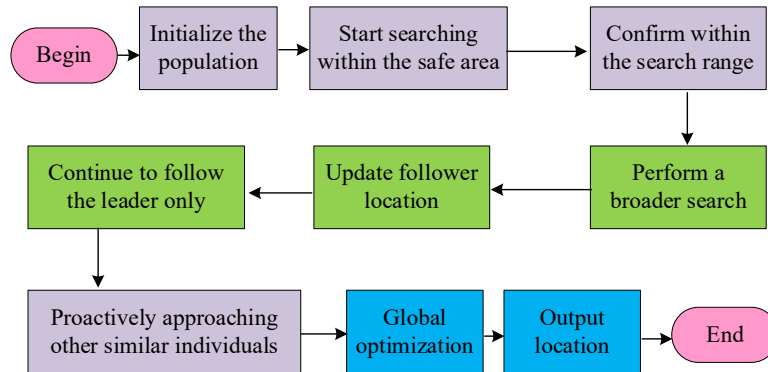 Begin
Initialize the
population
Start searching
within the safe area
Confirm within
the search range
Continue to follow
the leader only
Update follower
location
Perform a
broader search
Proactively approaching
other similar individuals
Global
optimization
Output
location
End